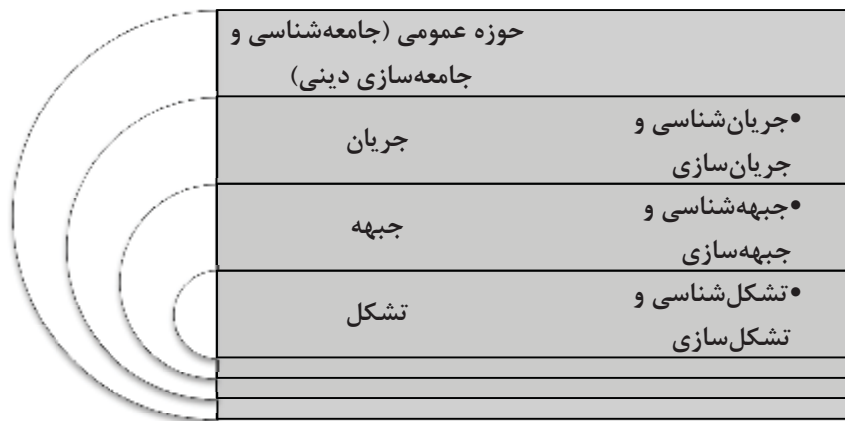 حوزه عمومی (جامعه‌شناسی و
جامعه‌سازی دینی)
•جریان‌شناسی و
جریان‌سازی
جریان
•جبهه‌شناسی و
جبهه‌سازی
جبهه
•تشکل‌شناسی و
تشکل‌سازی
تشکل